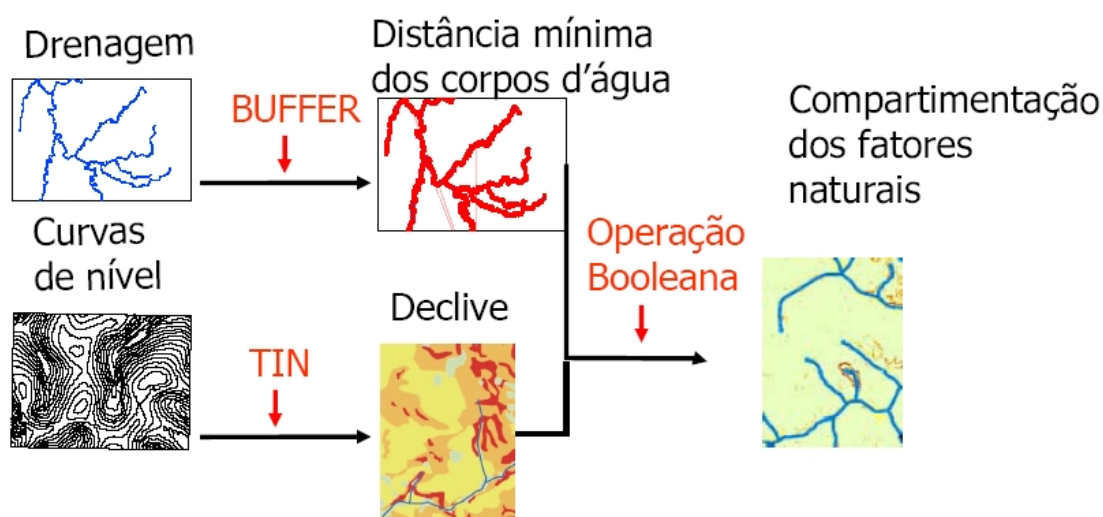 Drenagem
BUFFER
Distância mínima
dos corpos d'água
Compartimentação
dos fatores
naturais
Curvas
de nível
TIN
Declive
Operação
Booleana